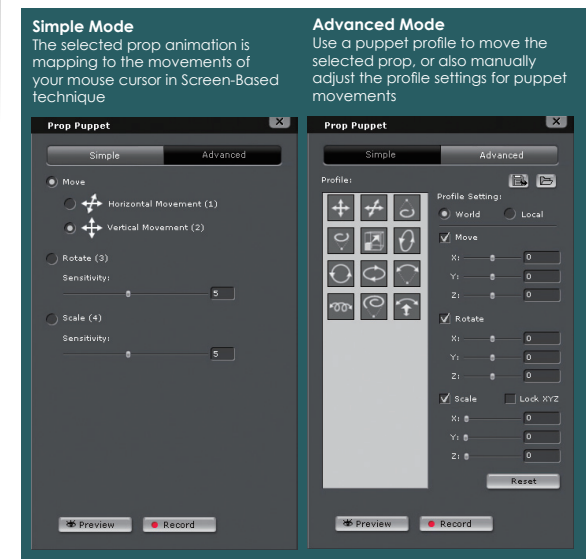 Simple Mode
The selected prop animation is
mapping to the movements of
your mouse cursor in Screen-Based
technique
Advanced Mode
Use a puppet profile to move the
selected prop, or also manually
adjust the profile settings for puppet
movements
Prop Puppet
Simple Advanced
Move
Horizontal Movement (1)
Vertical Movement (2)
Rotate (3)
Sensitivity:
5
Scale (4)
Sensitivity:
5
Preview Record
Prop Puppet
Simple Advanced
Profile:
Profile Setting:
World Local
Move
X: 0
Y: 0
Z: 0
Rotate
X: 0
Y: 0
Z: 0
Scale Lock XYZ
X: 0
Y: 0
Z: 0
Reset
Preview Record